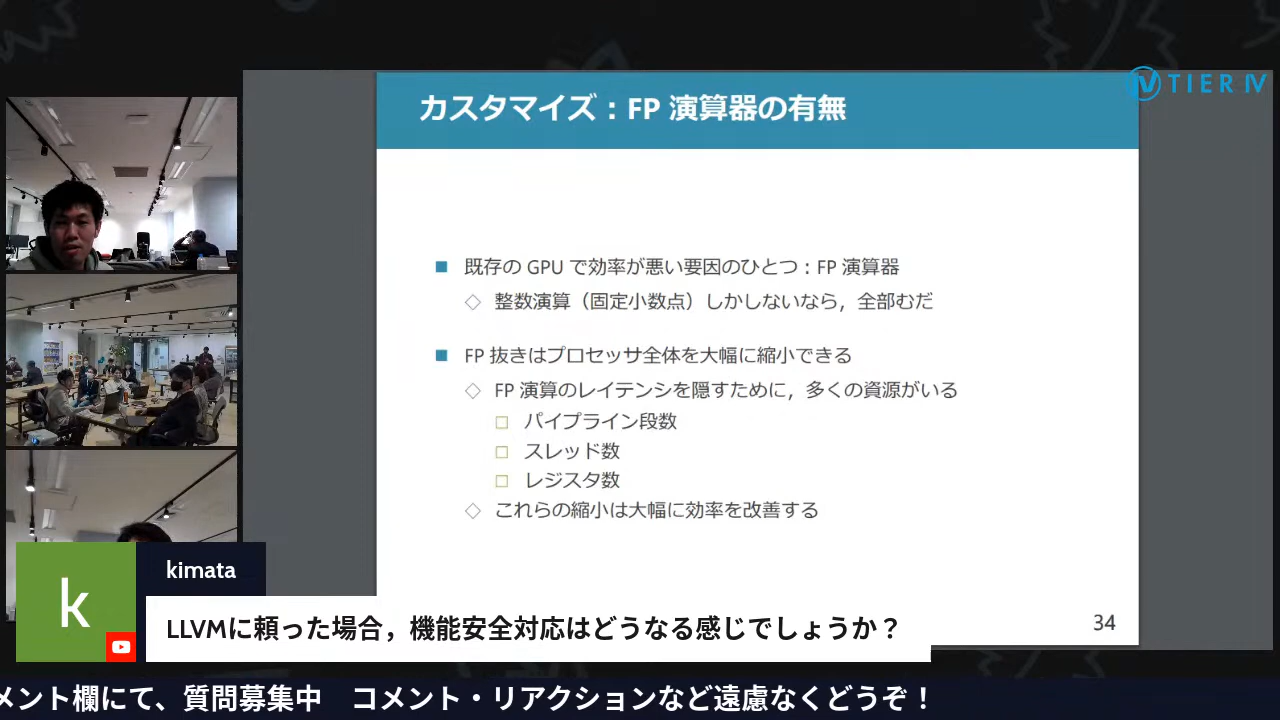 TIER IV
カスタマイズ：FP 演算器の有無
既存の GPU で効率が悪い要因のひとつ：FP 演算器
整数演算（固定小数点）しかしないなら，全部むだ
FP 抜きはプロセッサ全体を大幅に縮小できる
FP 演算のレイテンシを隠すために，多くの資源がいる
パイプライン段数
スレッド数
レジスタ数
これらの縮小は大幅に効率を改善する
34
k
kimata
LLVMに頼った場合，機能安全対応はどうなる感じでしょうか？
メント欄にて、質問募集中　コメント・リアクションなど遠慮なくどうぞ！